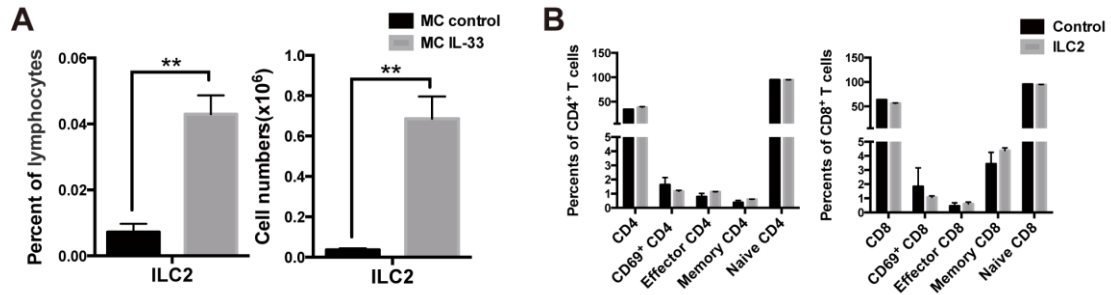 A
MC control
MC IL-33
Percent of lymphocytes
0.06
0.04
0.02
0.00
**
ILC2
Cell numbers(x10⁶)
1.0
0.8
0.6
0.4
0.2
0.0
**
ILC2
B
Control
ILC2
Percents of CD4⁺ T cells
150
100
50
5
4
3
2
1
0
CD4
CD69⁺ CD4
Effector CD4
Memory CD4
Naive CD4
Percents of CD8⁺ T cells
150
100
50
5
4
3
2
1
0
CD8
CD69⁺ CD8
Effector CD8
Memory CD8
Naive CD8